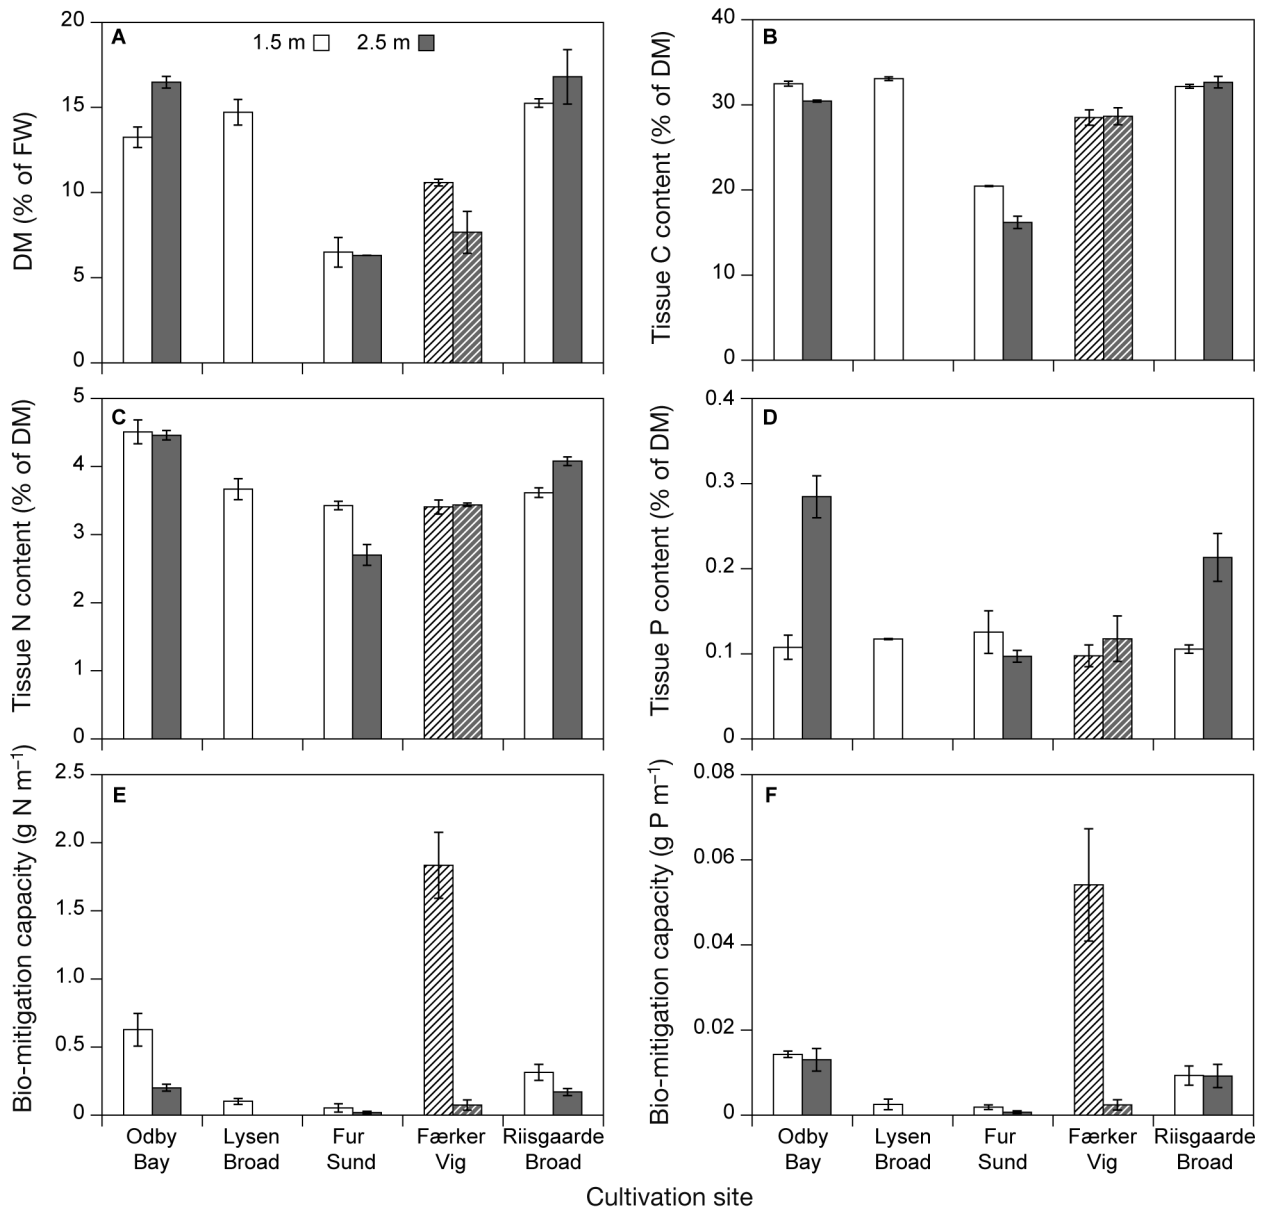 A
1.5 m
2.5 m
DM (% of FW)
20
15
10
5
0
B
Tissue C content (% of DM)
40
30
20
10
0
C
Tissue N content (% of DM)
5
4
3
2
1
0
D
Tissue P content (% of DM)
0.4
0.3
0.2
0.1
0
E
Bio-mitigation capacity (g N m⁻¹)
2.5
2.0
1.5
1.0
0.5
0
Odby
Bay
Lysen
Broad
Fur
Sund
Færker
Vig
Riisgaarde
Broad
F
Bio-mitigation capacity (g P m⁻¹)
0.08
0.06
0.04
0.02
0
Odby
Bay
Lysen
Broad
Fur
Sund
Færker
Vig
Riisgaarde
Broad
Cultivation site